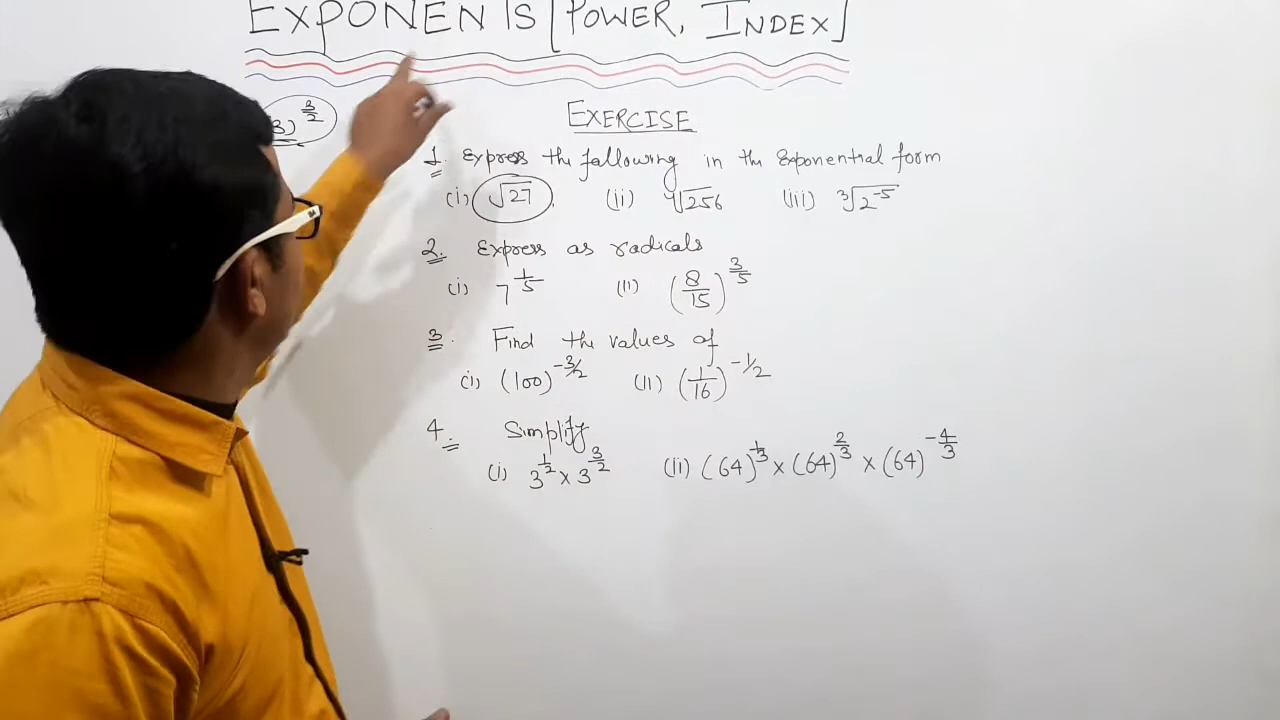 EXPONENTS [POWER, INDEX]
3)^(3/2)
EXERCISE
1. Express the following in the exponential form
(i) √27. (ii) ⁴√256 (iii) ³√2^-5
2. Express as radicals
(i) 7^(1/5) (ii) (8/15)^(3/5)
3. Find the values of
(i) (100)^(-3/2) (ii) (1/16)^(-1/2)
4. Simplify
(i) 3^(1/2) x 3^(3/2) (ii) (64)^(1/3) x (64)^(2/3) x (64)^(-4/3)